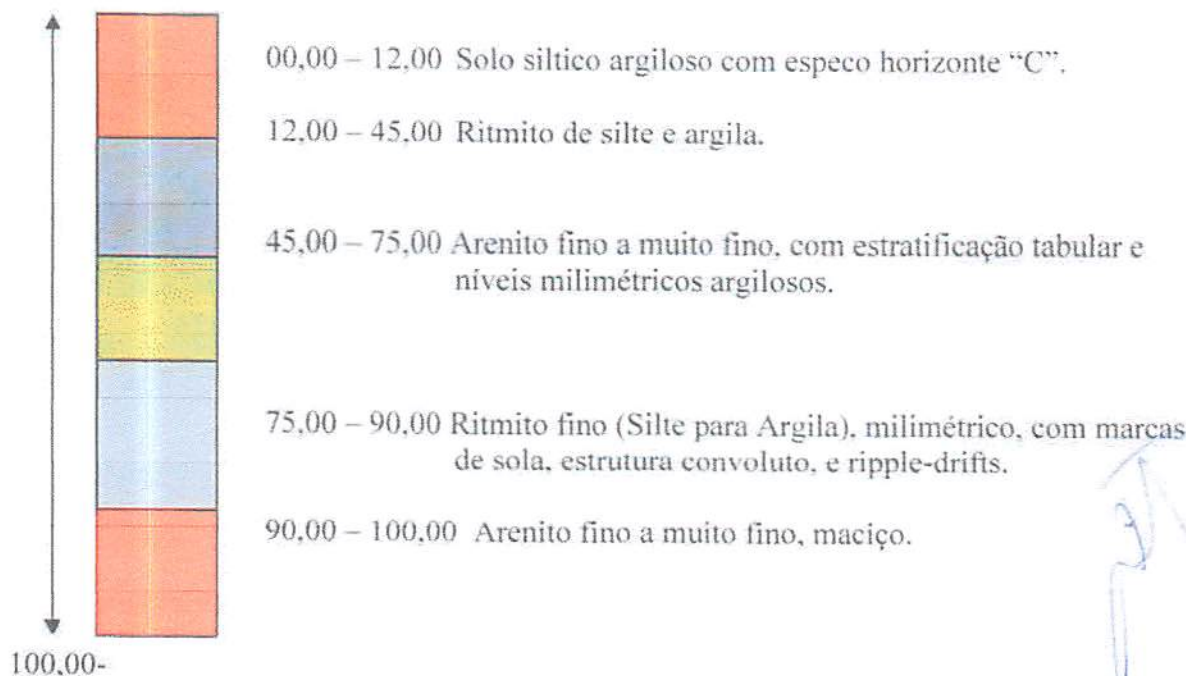 00,00 – 12,00 Solo siltico argiloso com especo horizonte “C”.
12,00 – 45,00 Ritmito de silte e argila.
45,00 – 75,00 Arenito fino a muito fino, com estratificação tabular e
níveis milimétricos argilosos.
75,00 – 90,00 Ritmito fino (Silte para Argila), milimétrico, com marcas
de sola, estrutura convoluto, e ripple-drifts.
90,00 – 100,00 Arenito fino a muito fino, maciço.
100,00-